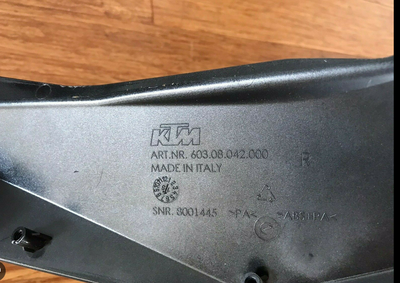 KTM
ART.NR. 603.08.042.000 R
MADE IN ITALY
SNR. 8001445 >PA< >ABS+PA<